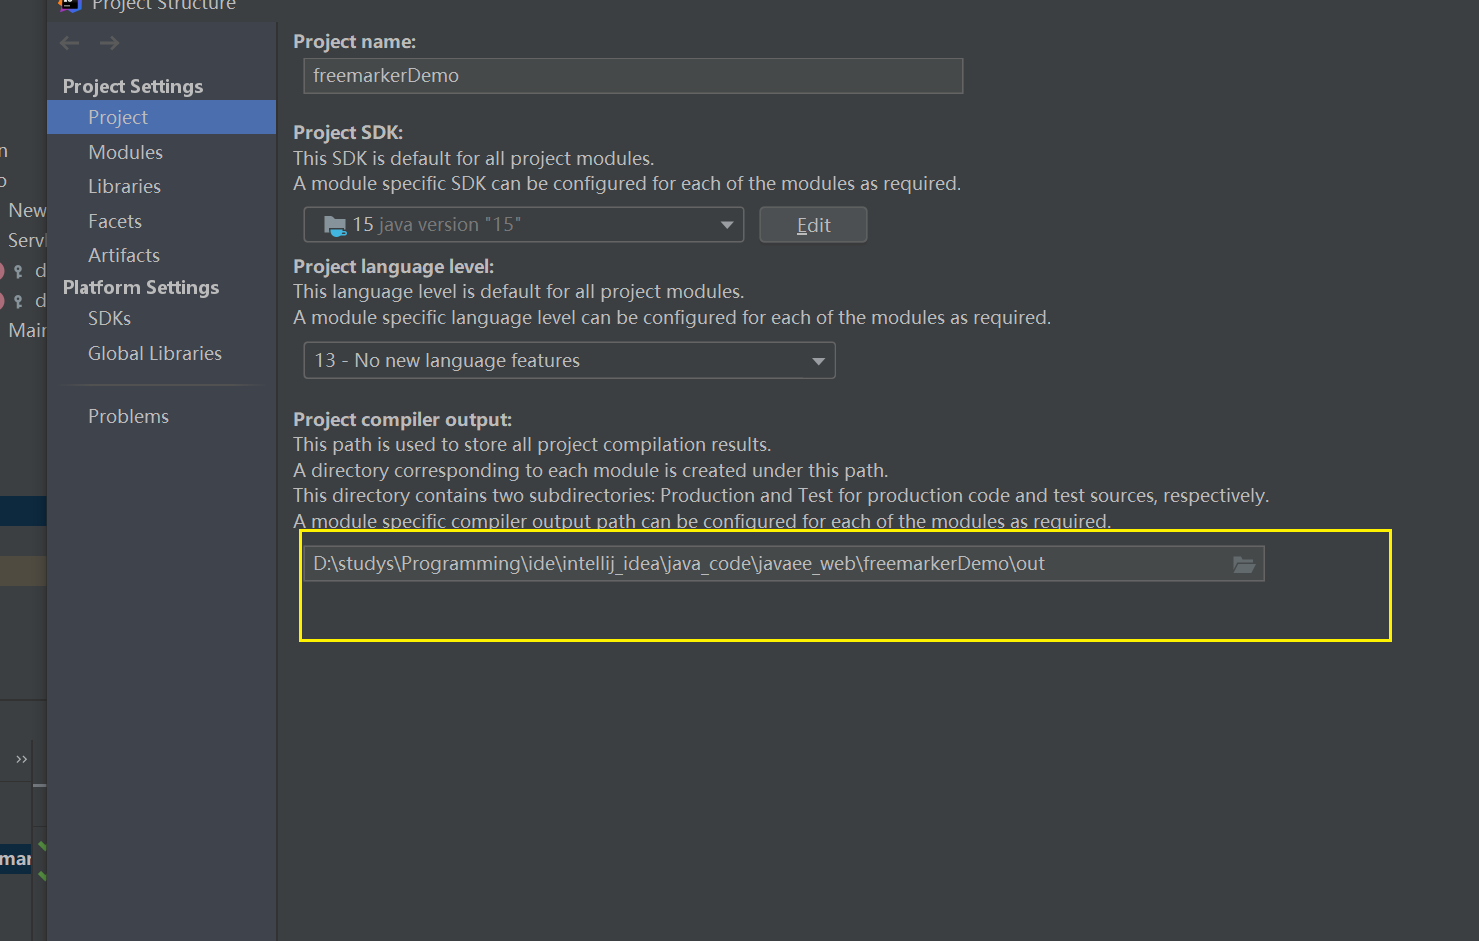 Project Structure
Project Settings
Project
Modules
Libraries
Facets
Artifacts
Platform Settings
SDKs
Global Libraries
Problems
Project name:
freemarkerDemo
Project SDK:
This SDK is default for all project modules.
A module specific SDK can be configured for each of the modules as required.
15 java version "15"
Edit
Project language level:
This language level is default for all project modules.
A module specific language level can be configured for each of the modules as required.
13 - No new language features
Project compiler output:
This path is used to store all project compilation results.
A directory corresponding to each module is created under this path.
This directory contains two subdirectories: Production and Test for production code and test sources, respectively.
A module specific compiler output path can be configured for each of the modules as required.
D:\studys\Programming\ide\intellij_idea\java_code\javaee_web\freemarkerDemo\out
New
d
d